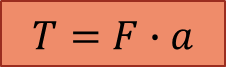 T = F · a